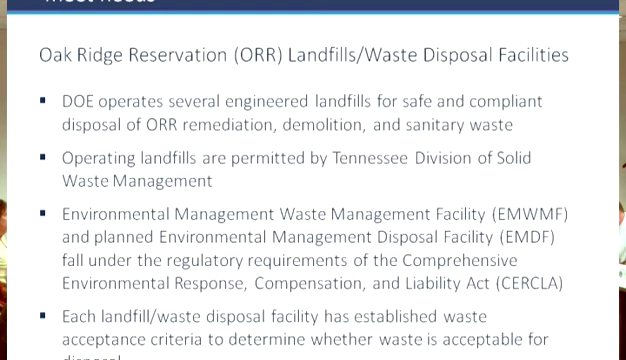 Oak Ridge Reservation (ORR) Landfills/Waste Disposal Facilities
▪ DOE operates several engineered landfills for safe and compliant
disposal of ORR remediation, demolition, and sanitary waste
▪ Operating landfills are permitted by Tennessee Division of Solid
Waste Management
▪ Environmental Management Waste Management Facility (EMWMF)
and planned Environmental Management Disposal Facility (EMDF)
fall under the regulatory requirements of the Comprehensive
Environmental Response, Compensation, and Liability Act (CERCLA)
▪ Each landfill/waste disposal facility has established waste
acceptance criteria to determine whether waste is acceptable for